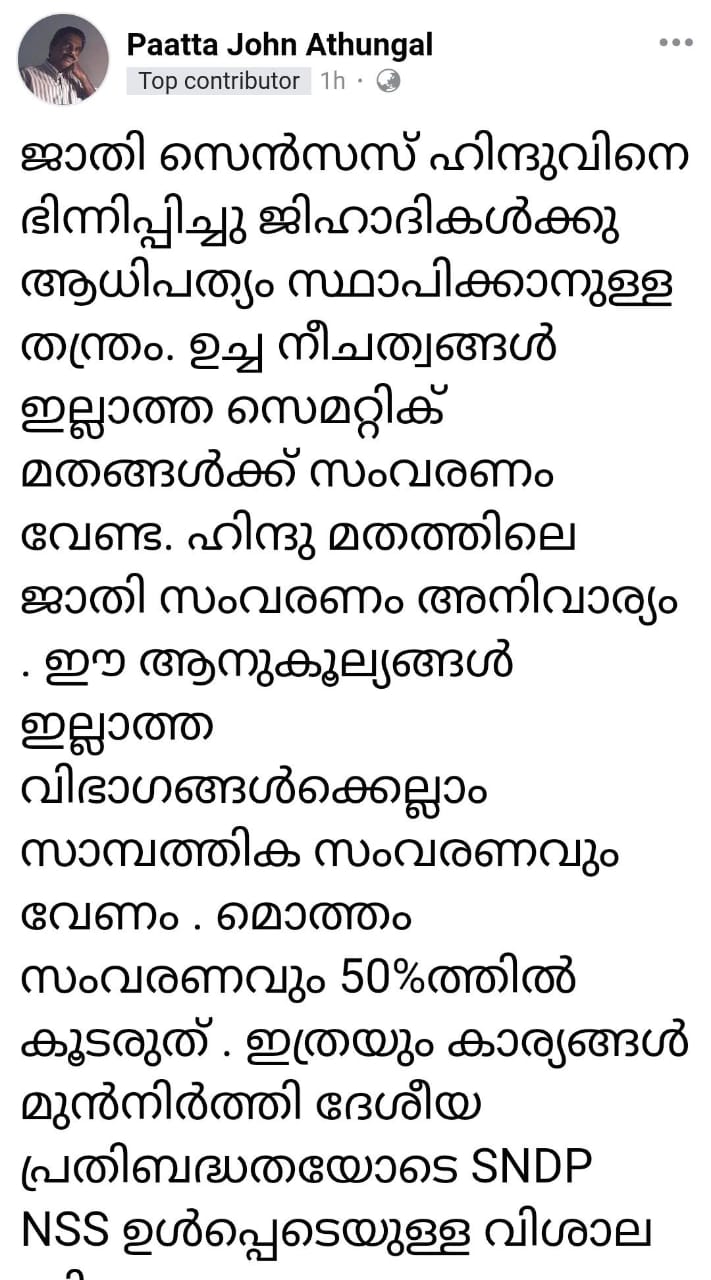 Paatta John Athungal
Top contributor 1h ·
ജാതി സെൻസസ് ഹിന്ദുവിനെ
ഭിന്നിപ്പിച്ചു ജിഹാദികൾക്കു
ആധിപത്യം സ്ഥാപിക്കാനുള്ള
തന്ത്രം. ഉച്ച നീചത്വങ്ങൾ
ഇല്ലാത്ത സെമറ്റിക്
മതങ്ങൾക്ക് സംവരണം
വേണ്ട. ഹിന്ദു മതത്തിലെ
ജാതി സംവരണം അനിവാര്യം
. ഈ ആനുകൂല്യങ്ങൾ
ഇല്ലാത്ത
വിഭാഗങ്ങൾക്കെല്ലാം
സാമ്പത്തിക സംവരണവും
വേണം . മൊത്തം
സംവരണവും 50%ത്തിൽ
കൂടരുത് . ഇത്രയും കാര്യങ്ങൾ
മുൻനിർത്തി ദേശീയ
പ്രതിബദ്ധതയോടെ SNDP
NSS ഉൾപ്പെടെയുള്ള വിശാല